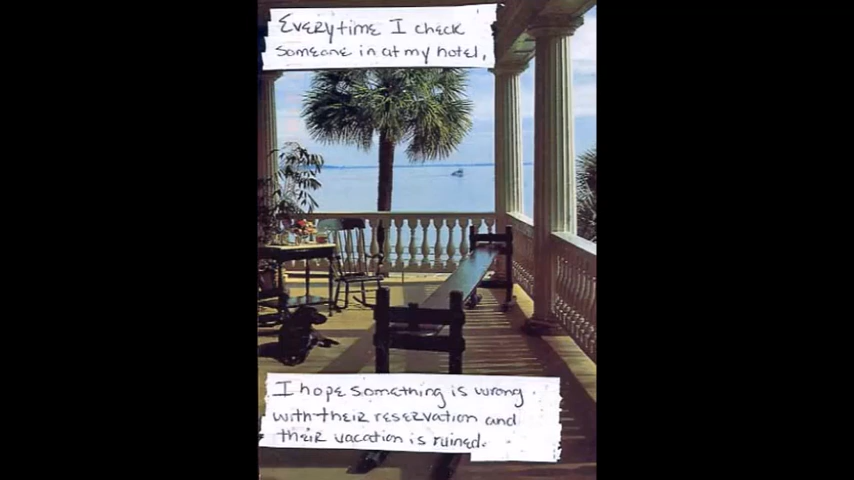 Everytime I check
someone in at my hotel,
I hope something is wrong
with their reservation and
their vacation is ruined.